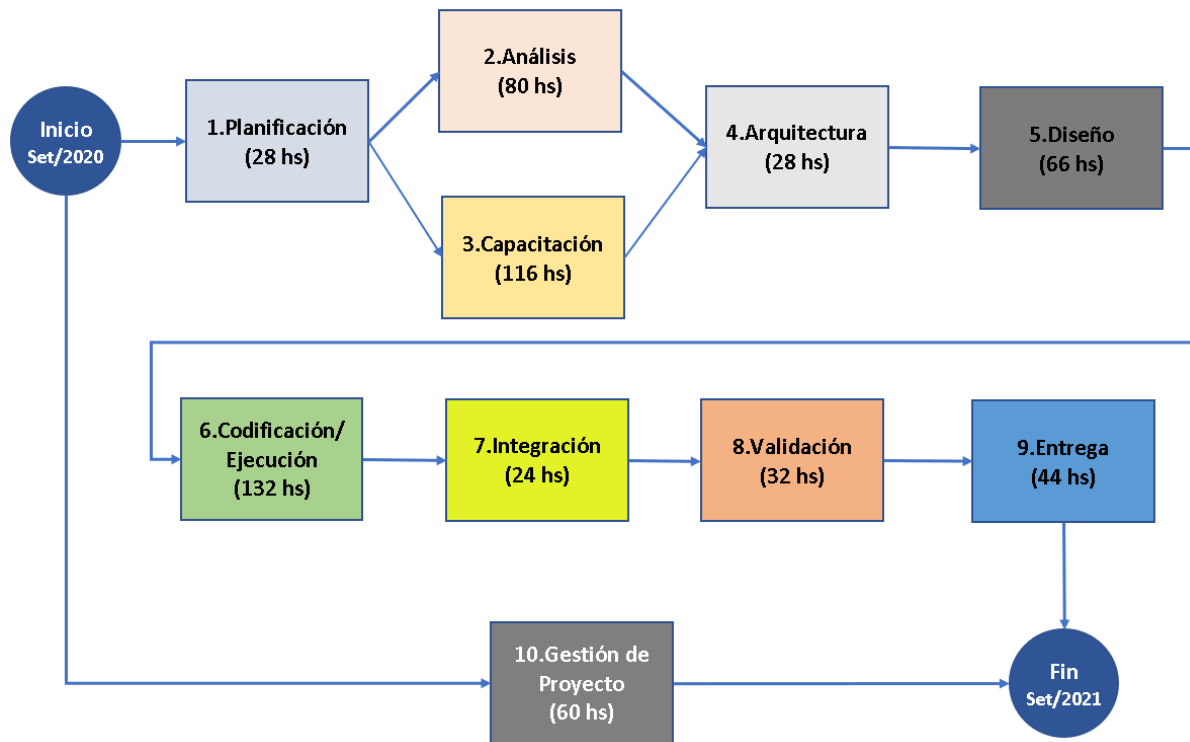 Inicio
Set/2020
1.Planificación
(28 hs)
2.Análisis
(80 hs)
3.Capacitación
(116 hs)
4.Arquitectura
(28 hs)
5.Diseño
(66 hs)
6.Codificación/
Ejecución
(132 hs)
7.Integración
(24 hs)
8.Validación
(32 hs)
9.Entrega
(44 hs)
10.Gestión de
Proyecto
(60 hs)
Fin
Set/2021